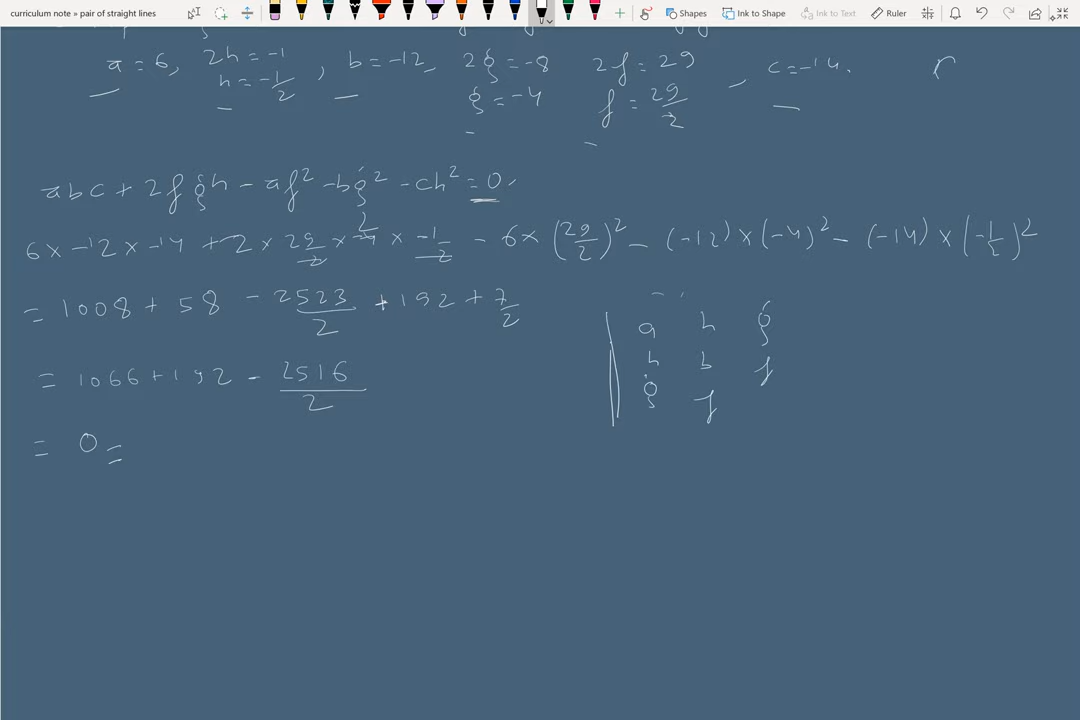 curriculum note » pair of straight lines
Shapes Ink to Shape Ink to Text Ruler
a = 6, 2h = -1 , b = -12, 2g = -8 2f = 29 , c = -14.
h = -1/2 g = -4 f = 29/2
abc + 2fgh - af² - bg² - ch² = 0
6 x -12 x -14 + 2 x 29/2 x -4 x -1/2 - 6 x (29/2)² - (-12) x (-4)² - (-14) x (-1/2)²
= 1008 + 58 - 2523/2 + 192 + 7/2
= 1066 + 192 - 2516/2
= 0
a h g
h b f
g f